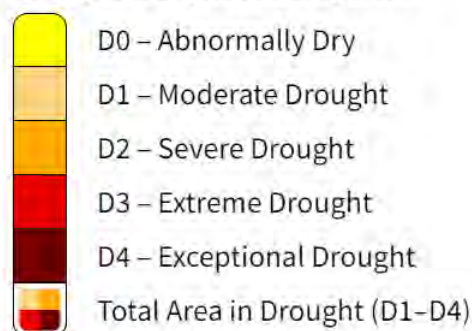 D0 – Abnormally Dry
D1 – Moderate Drought
D2 – Severe Drought
D3 – Extreme Drought
D4 – Exceptional Drought
Total Area in Drought (D1–D4)